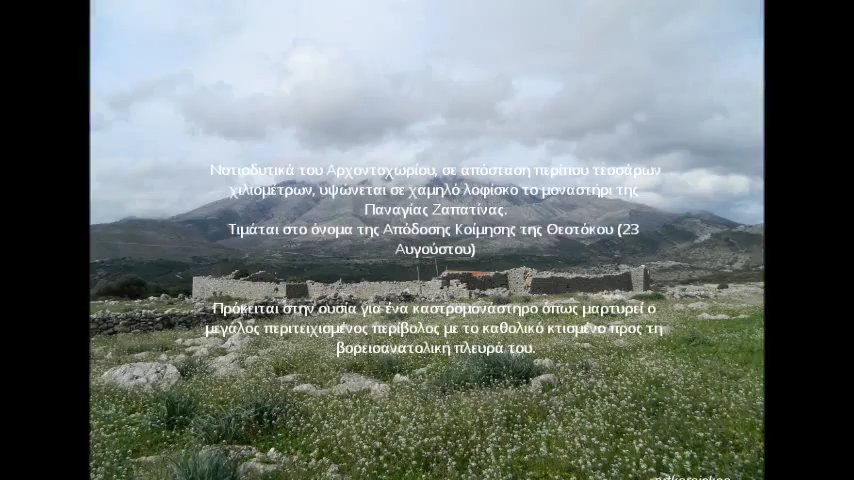 Νοτιοδυτικά του Αρχοντοχωρίου, σε απόσταση περίπου τεσσάρων
χιλιομέτρων, υψώνεται σε χαμηλό λοφίσκο το μοναστήρι της
Παναγίας Ζαπατίνας.
Τιμάται στο όνομα της Απόδοσης Κοίμησης της Θεοτόκου (23
Αυγούστου)
Πρόκειται στην ουσία για ένα καστρομονάστηρο όπως μαρτυρεί ο
μεγάλος περιτειχισμένος περίβολος με το καθολικό κτισμένο προς τη
βορειοανατολική πλευρά του.